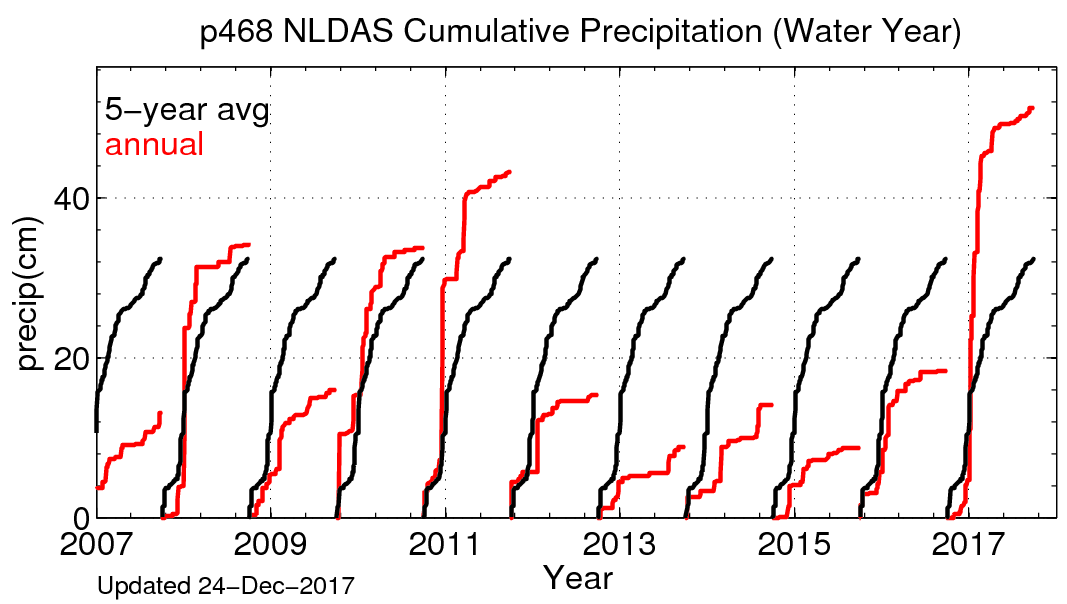 p468 NLDAS Cumulative Precipitation (Water Year)
5−year avg
annual
precip(cm)
40
20
0
2007 2009 2011 2013 2015 2017
Year
Updated 24−Dec−2017